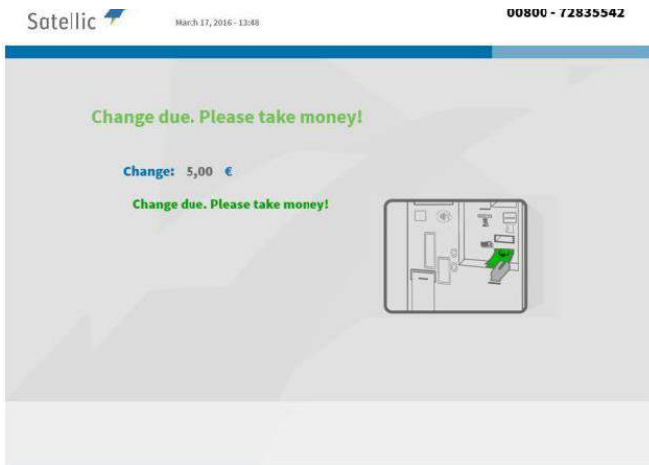 Satellic
March 17, 2016 - 13:48
00800 - 72835542
Change due. Please take money!
Change: 5,00 €
Change due. Please take money!